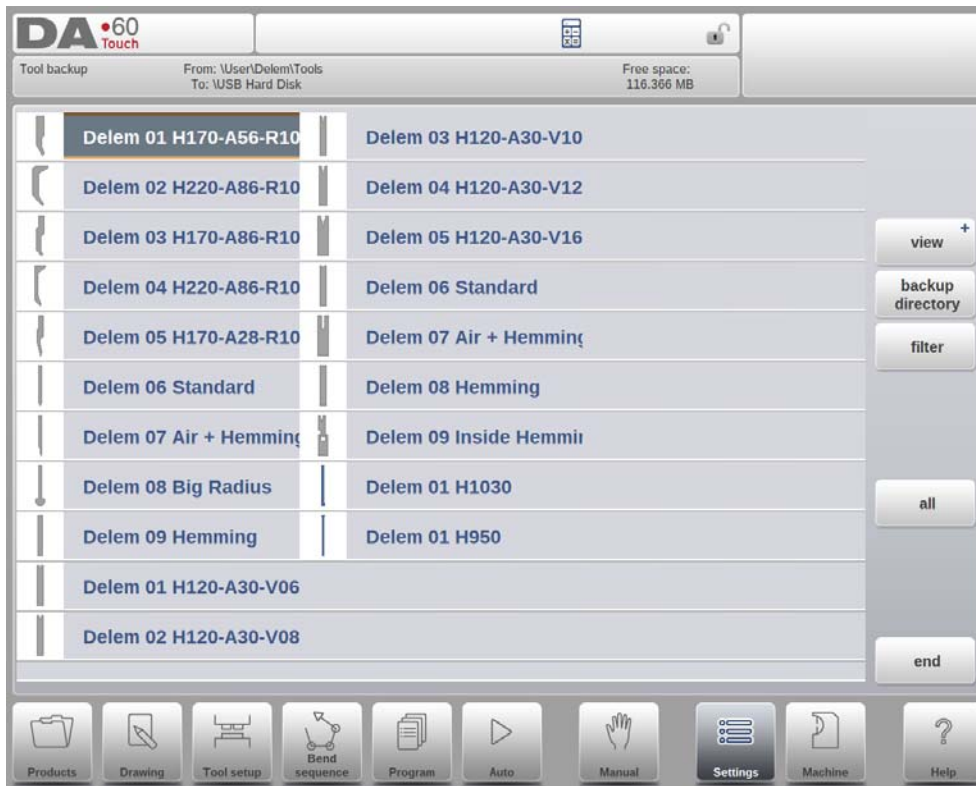 DA•60
Touch
Tool backup
From: \User\Delem\Tools
To: \USB Hard Disk
Free space:
116.366 MB
Delem 01 H170-A56-R10
Delem 02 H220-A86-R10
Delem 03 H170-A86-R10
Delem 04 H220-A86-R10
Delem 05 H170-A28-R10
Delem 06 Standard
Delem 07 Air + Hemming
Delem 08 Big Radius
Delem 09 Hemming
Delem 01 H120-A30-V06
Delem 02 H120-A30-V08
Delem 03 H120-A30-V10
Delem 04 H120-A30-V12
Delem 05 H120-A30-V16
Delem 06 Standard
Delem 07 Air + Hemming
Delem 08 Hemming
Delem 09 Inside Hemmin
Delem 01 H1030
Delem 01 H950
view +
backup
directory
filter
all
end
Products
Drawing
Tool setup
Bend
sequence
Program
Auto
Manual
Settings
Machine
Help